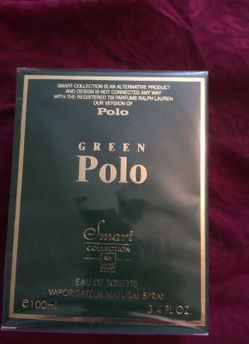 SMART COLLECTION IS AN ALTERNATIVE PRODUCT
AND DESIGN IS NOT CONNECTED ANY WAY
WITH THE REGISTERED TM PARFUMS RALPH LAUREN
OUR VERSION OF
Polo
GREEN
Polo
Smart
COLLECTION
No
EAU DE TOILETTE
VAPORISATEUR NATURAL SPRAY
e100ml
3.4 FL.OZ.